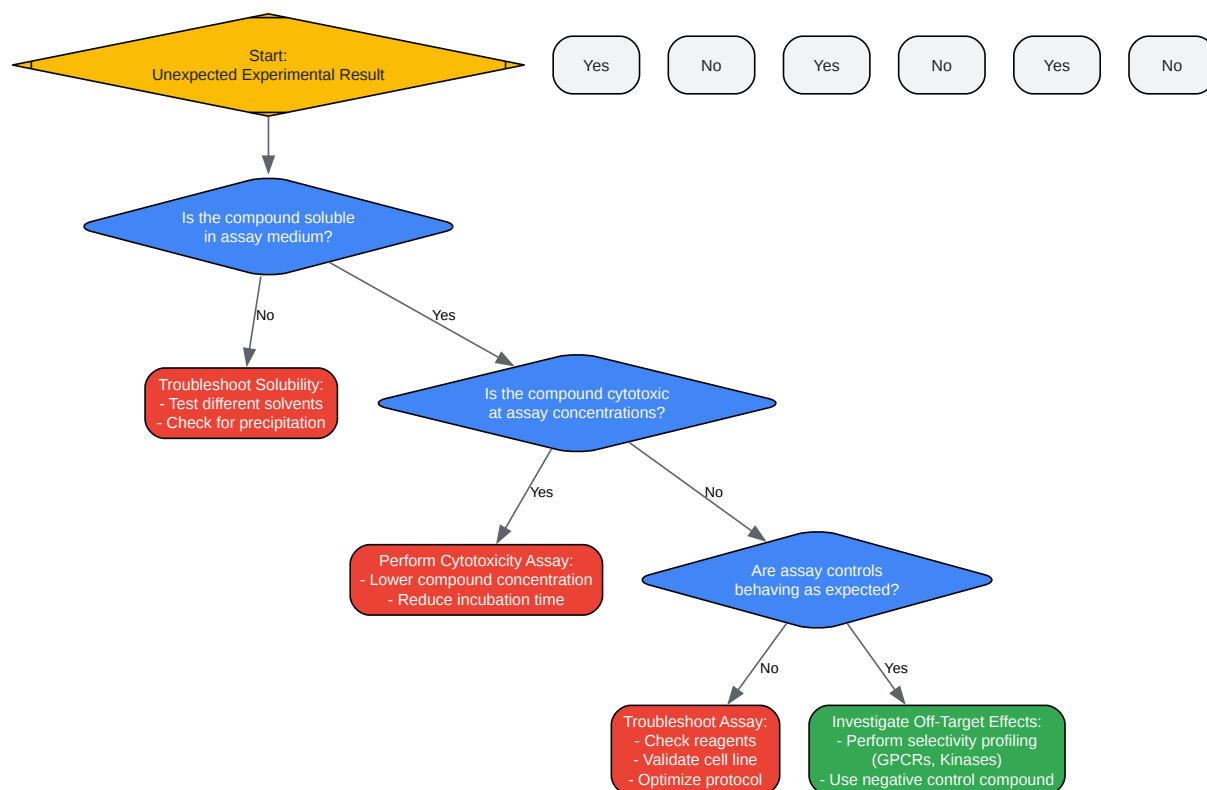 Start:
Unexpected Experimental Result
Yes
No
Yes
No
Yes
No
Is the compound soluble
in assay medium?
No
Yes
Troubleshoot Solubility:
- Test different solvents
- Check for precipitation
Is the compound cytotoxic
at assay concentrations?
Yes
No
Perform Cytotoxicity Assay:
- Lower compound concentration
- Reduce incubation time
Are assay controls
behaving as expected?
No
Yes
Troubleshoot Assay:
- Check reagents
- Validate cell line
- Optimize protocol
Investigate Off-Target Effects:
- Perform selectivity profiling
(GPCRs, Kinases)
- Use negative control compound